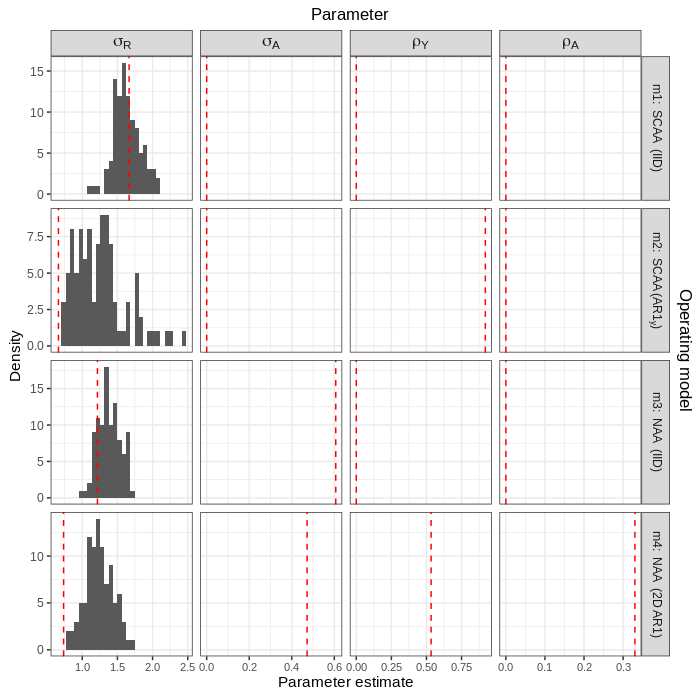 Parameter
σR σA ρY ρA
15
10
5
0
m1: SCAA (IID)
7.5
5.0
2.5
0.0
m2: SCAA (AR1y)
15
10
5
0
m3: NAA (IID)
10
5
0
m4: NAA (2D AR1)
Density
Operating model
1.0 1.5 2.0 2.5 0.0 0.2 0.4 0.6 0.00 0.25 0.50 0.75 0.0 0.1 0.2 0.3
Parameter estimate